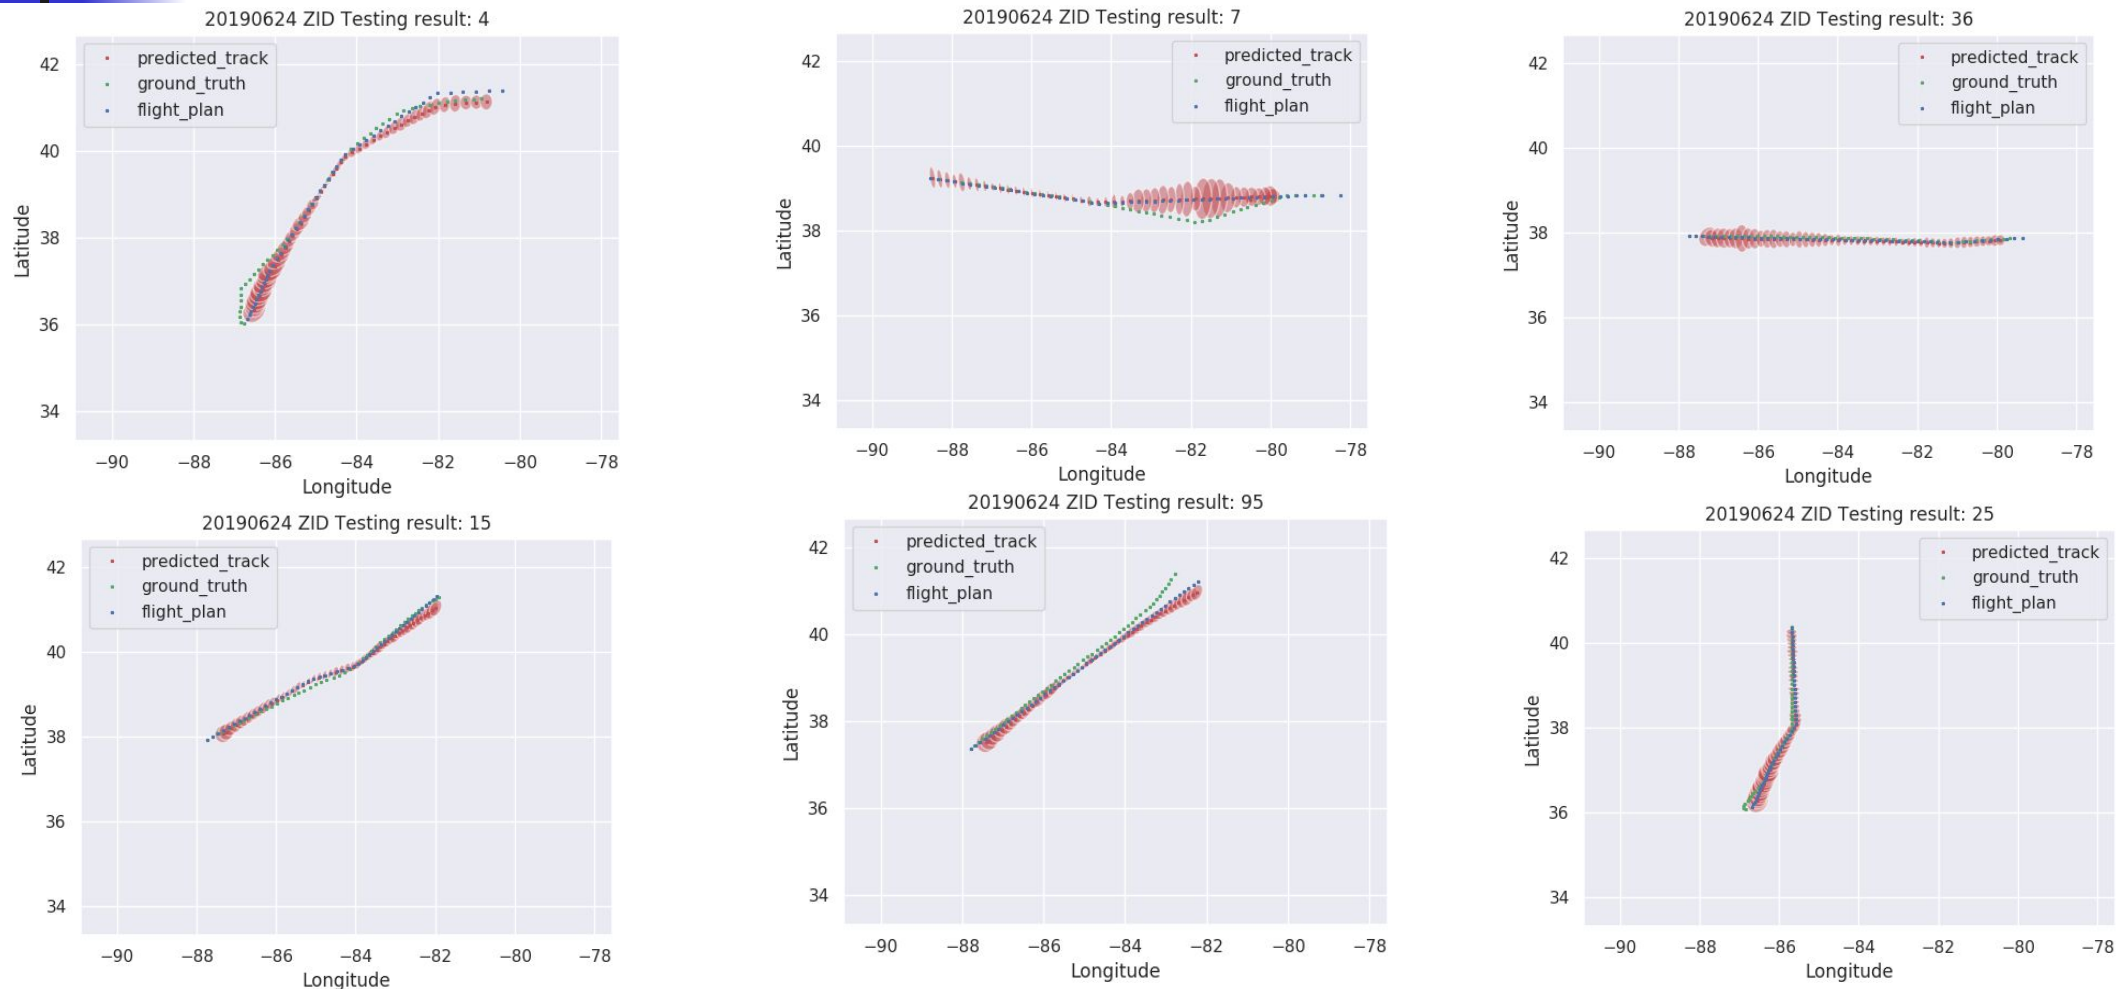 20190624 ZID Testing result: 4
predicted_track
ground_truth
flight_plan
42
40
38
36
34
Latitude
−90 −88 −86 −84 −82 −80 −78
Longitude
20190624 ZID Testing result: 7
predicted_track
ground_truth
flight_plan
42
40
38
36
34
Latitude
−90 −88 −86 −84 −82 −80 −78
Longitude
20190624 ZID Testing result: 36
predicted_track
ground_truth
flight_plan
42
40
38
36
34
Latitude
−90 −88 −86 −84 −82 −80 −78
Longitude
20190624 ZID Testing result: 15
predicted_track
ground_truth
flight_plan
42
40
38
36
34
Latitude
−90 −88 −86 −84 −82 −80 −78
Longitude
20190624 ZID Testing result: 95
predicted_track
ground_truth
flight_plan
42
40
38
36
34
Latitude
−90 −88 −86 −84 −82 −80 −78
Longitude
20190624 ZID Testing result: 25
predicted_track
ground_truth
flight_plan
42
40
38
36
34
Latitude
−90 −88 −86 −84 −82 −80 −78
Longitude